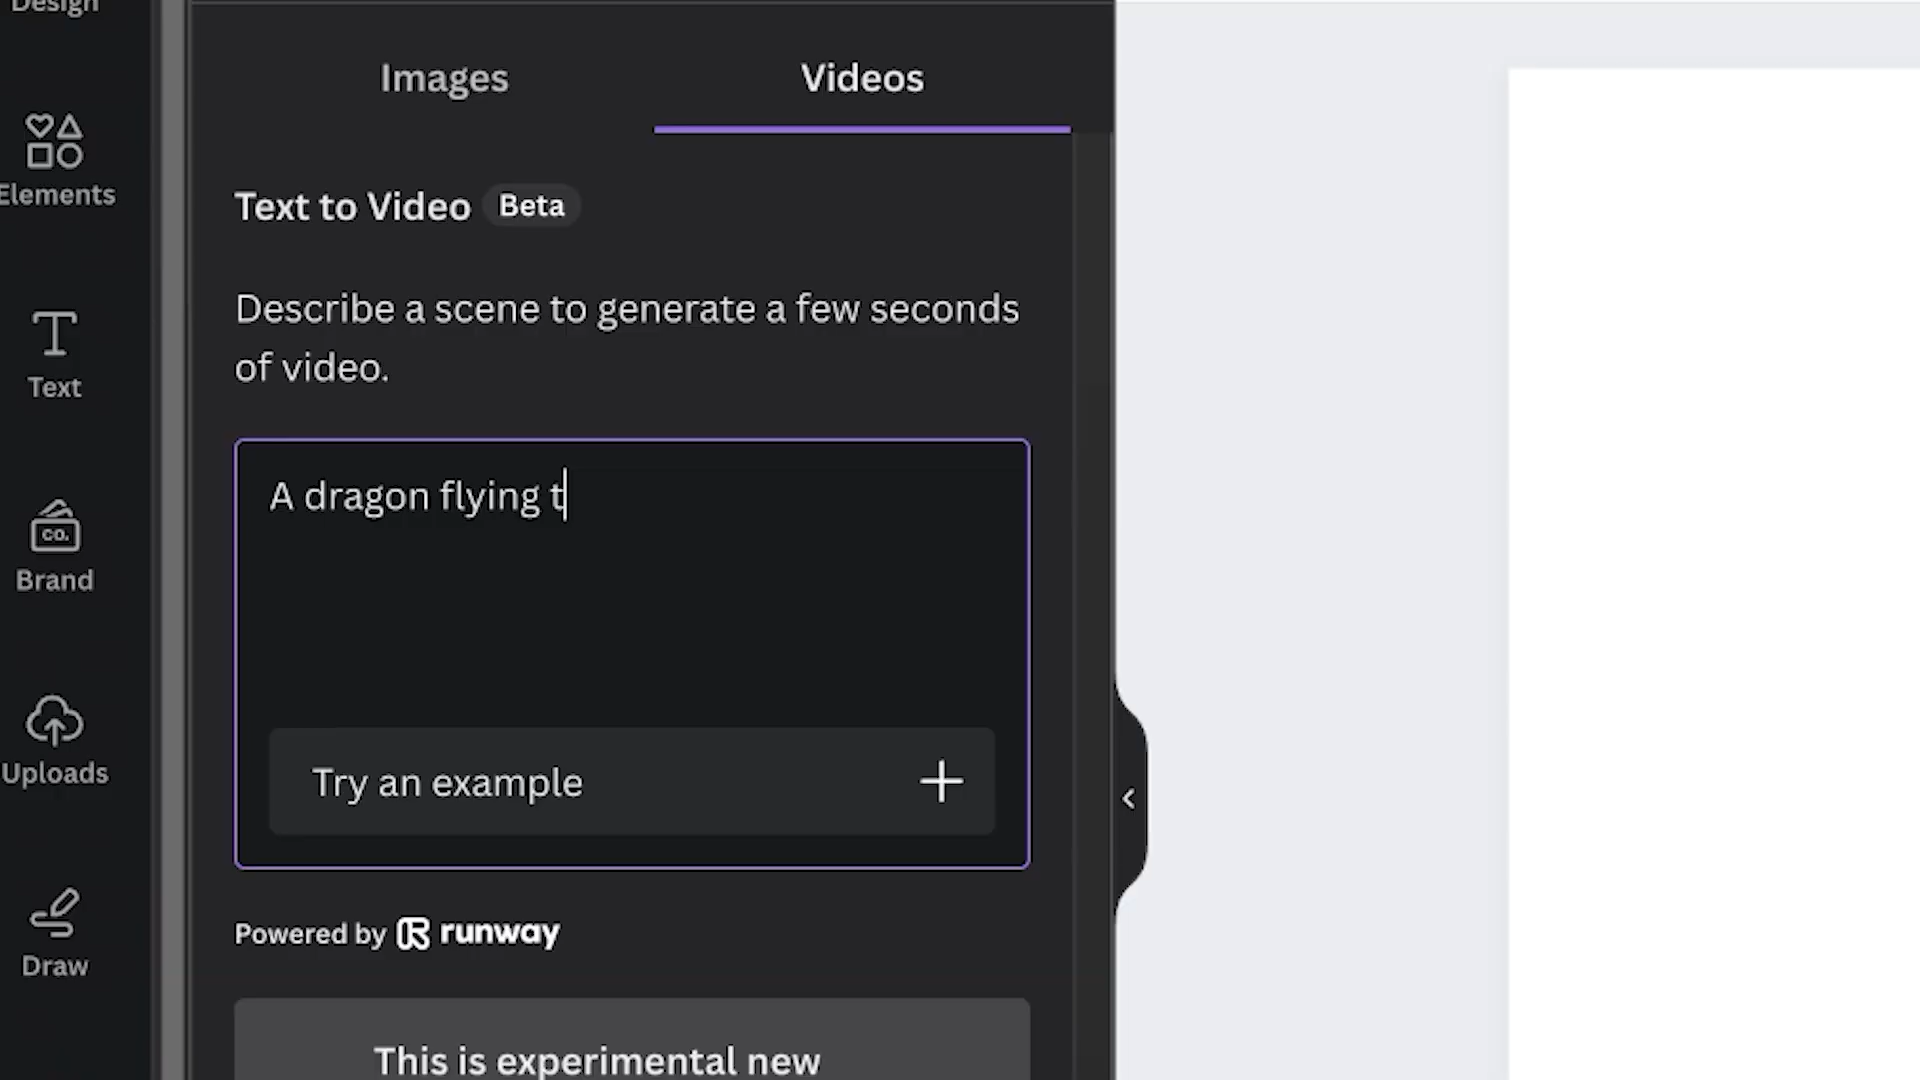 Design
Images
Videos
Elements
Text to Video Beta
Describe a scene to generate a few seconds
of video.
Text
A dragon flying t
Brand
CO.
Uploads
Try an example
Draw
Powered by runway
This is experimental new